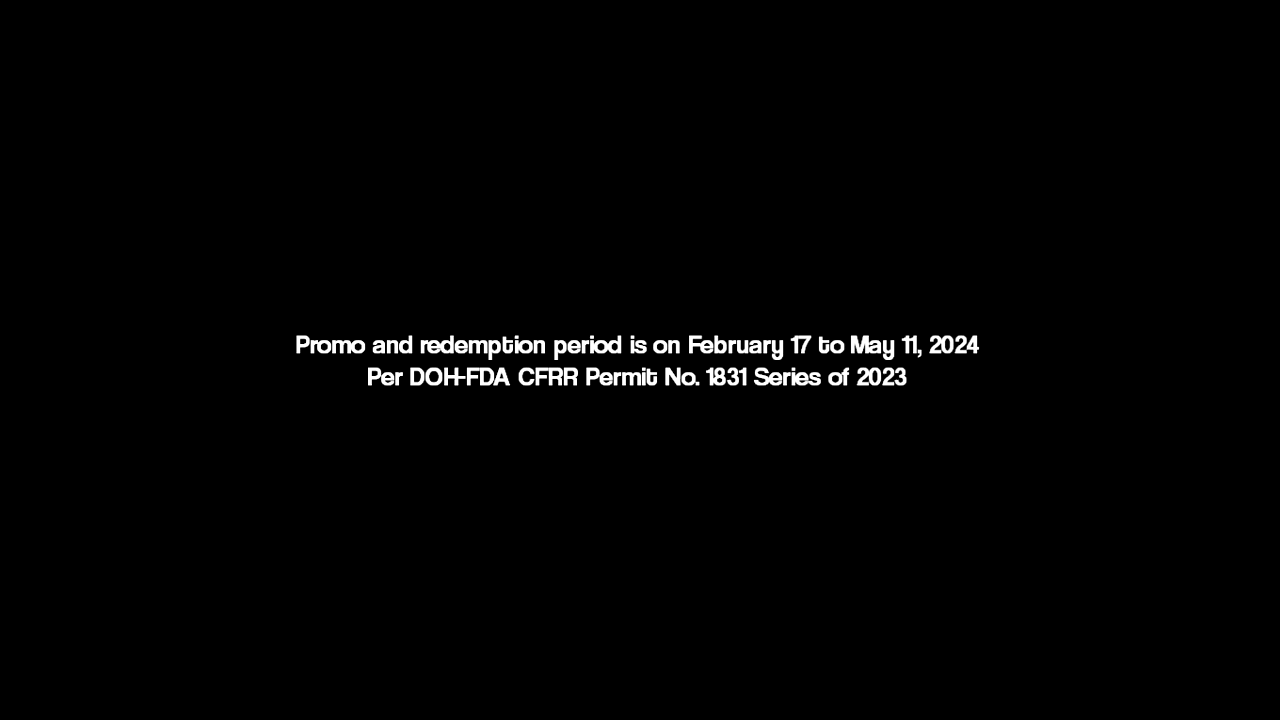 Promo and redemption period is on February 17 to May 11, 2024
Per DOH-FDA CFRR Permit No. 1831 Series of 2023